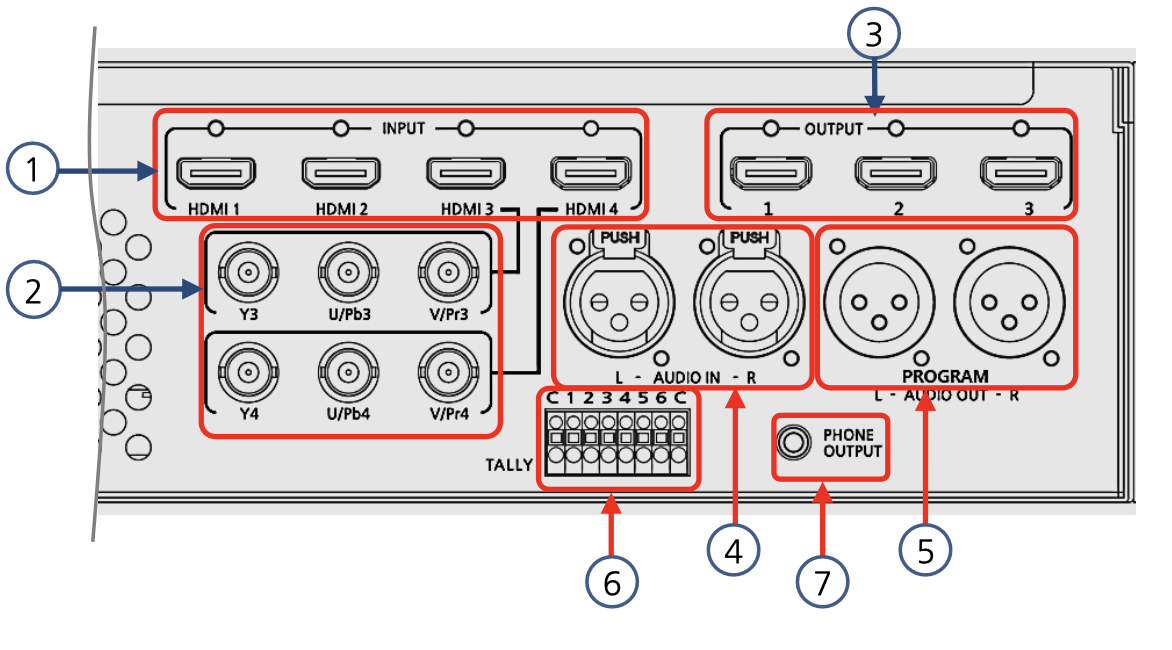 3
INPUT
OUTPUT
1
HDMI 1
HDMI 2
HDMI 3
HDMI 4
1
2
3
PUSH
PUSH
2
Y3
U/Pb3
V/Pr3
L - AUDIO IN - R
PROGRAM
L - AUDIO OUT - R
C 1 2 3 4 5 6 C
Y4
U/Pb4
V/Pr4
TALLY
PHONE
OUTPUT
4
5
6
7